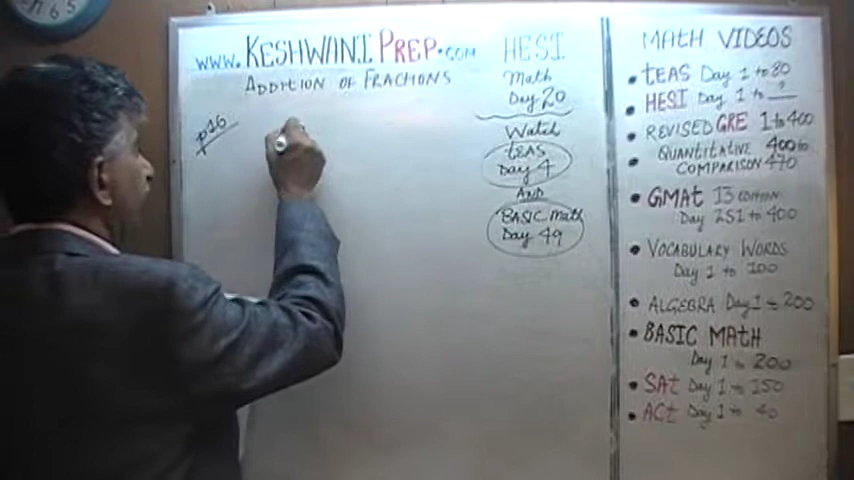 www.KESHWANIPREP.COM
ADDITION OF FRACTIONS
p16
HESI
Math
Day 20
Watch
tEAS
Day 4
AND
BASIC Math
Day 49
MATH VIDEOS
• tEAS Day 1 to 80
• HESI Day 1 to ?
• REVISED GRE 1 to 400
• QUANTITATIVE 400 to
COMPARISON 470
• GMAt 13 EDITION
Day 251 to 400
• VOCABULARY WORDS
Day 1 to 100
• ALGEBRA Day 1 to 200
• BASIC MAtH
Day 1 to 200
• SAt Day 1 to 150
• ACt Day 1 to 40